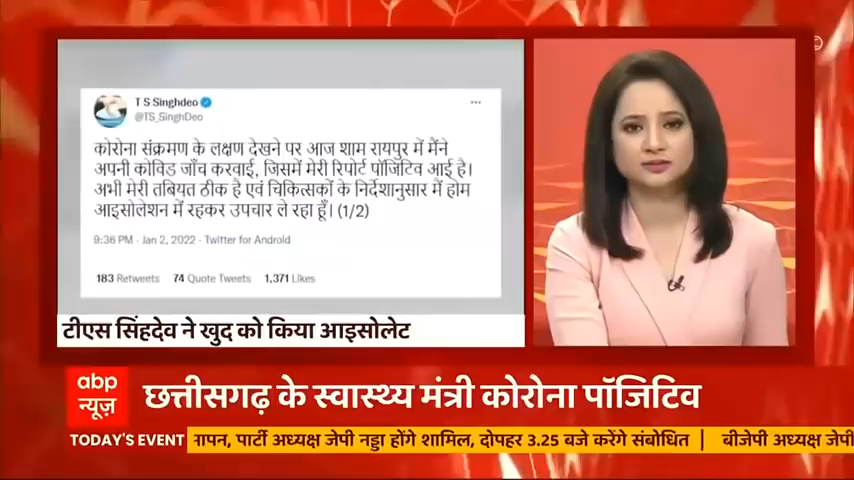 T S Singhdeo
@TS_SinghDeo
कोरोना संक्रमण के लक्षण देखने पर आज शाम रायपुर में मैंने
अपनी कोविड जाँच करवाई, जिसमें मेरी रिपोर्ट पॉजिटिव आई है।
अभी मेरी तबियत ठीक है एवं चिकित्सकों के निर्देशानुसार मैं होम
आइसोलेशन में रहकर उपचार ले रहा हूँ। (1/2)
9:36 PM · Jan 2, 2022 · Twitter for Android
183 Retweets 74 Quote Tweets 1,371 Likes
टीएस सिंहदेव ने खुद को किया आइसोलेट
abp
न्यूज़
छत्तीसगढ़ के स्वास्थ्य मंत्री कोरोना पॉजिटिव
TODAY'S EVENT
पार्टी अध्यक्ष जेपी नड्डा होंगे शामिल, दोपहर 3.25 बजे करेंगे संबोधित | बीजेपी अध्यक्ष जेपी